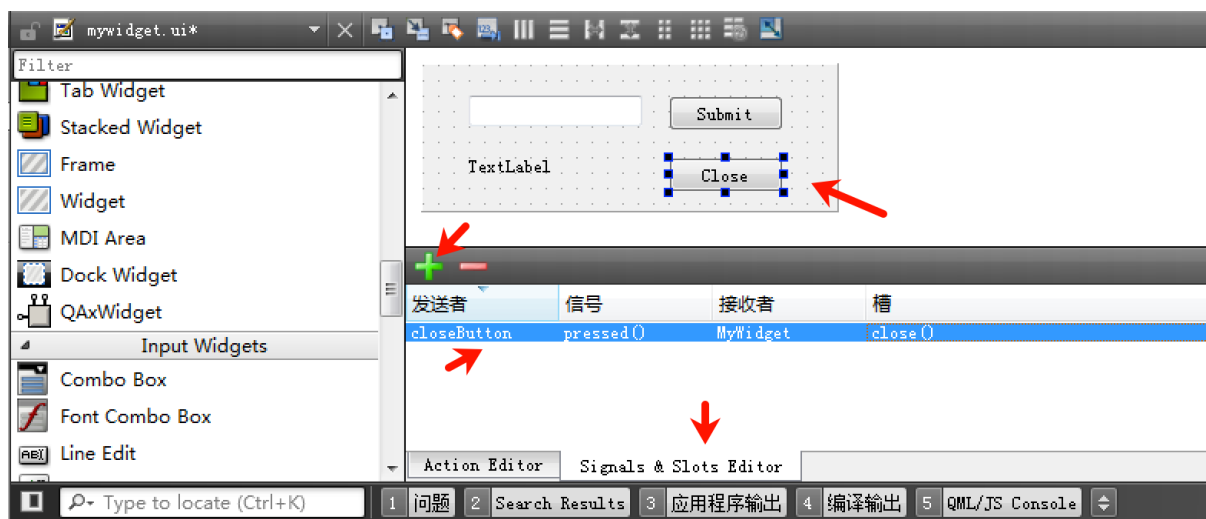 mywidget.ui*
Filter
Tab Widget
Stacked Widget
Frame
Widget
MDI Area
Dock Widget
QAxWidget
Input Widgets
Combo Box
Font Combo Box
Line Edit
Submit
TextLabel
Close
发送者 信号 接收者 槽
closeButton pressed() MyWidget close()
Action Editor Signals & Slots Editor
Type to locate (Ctrl+K) 1 问题 2 Search Results 3 应用程序输出 4 编译输出 5 QML/JS Console